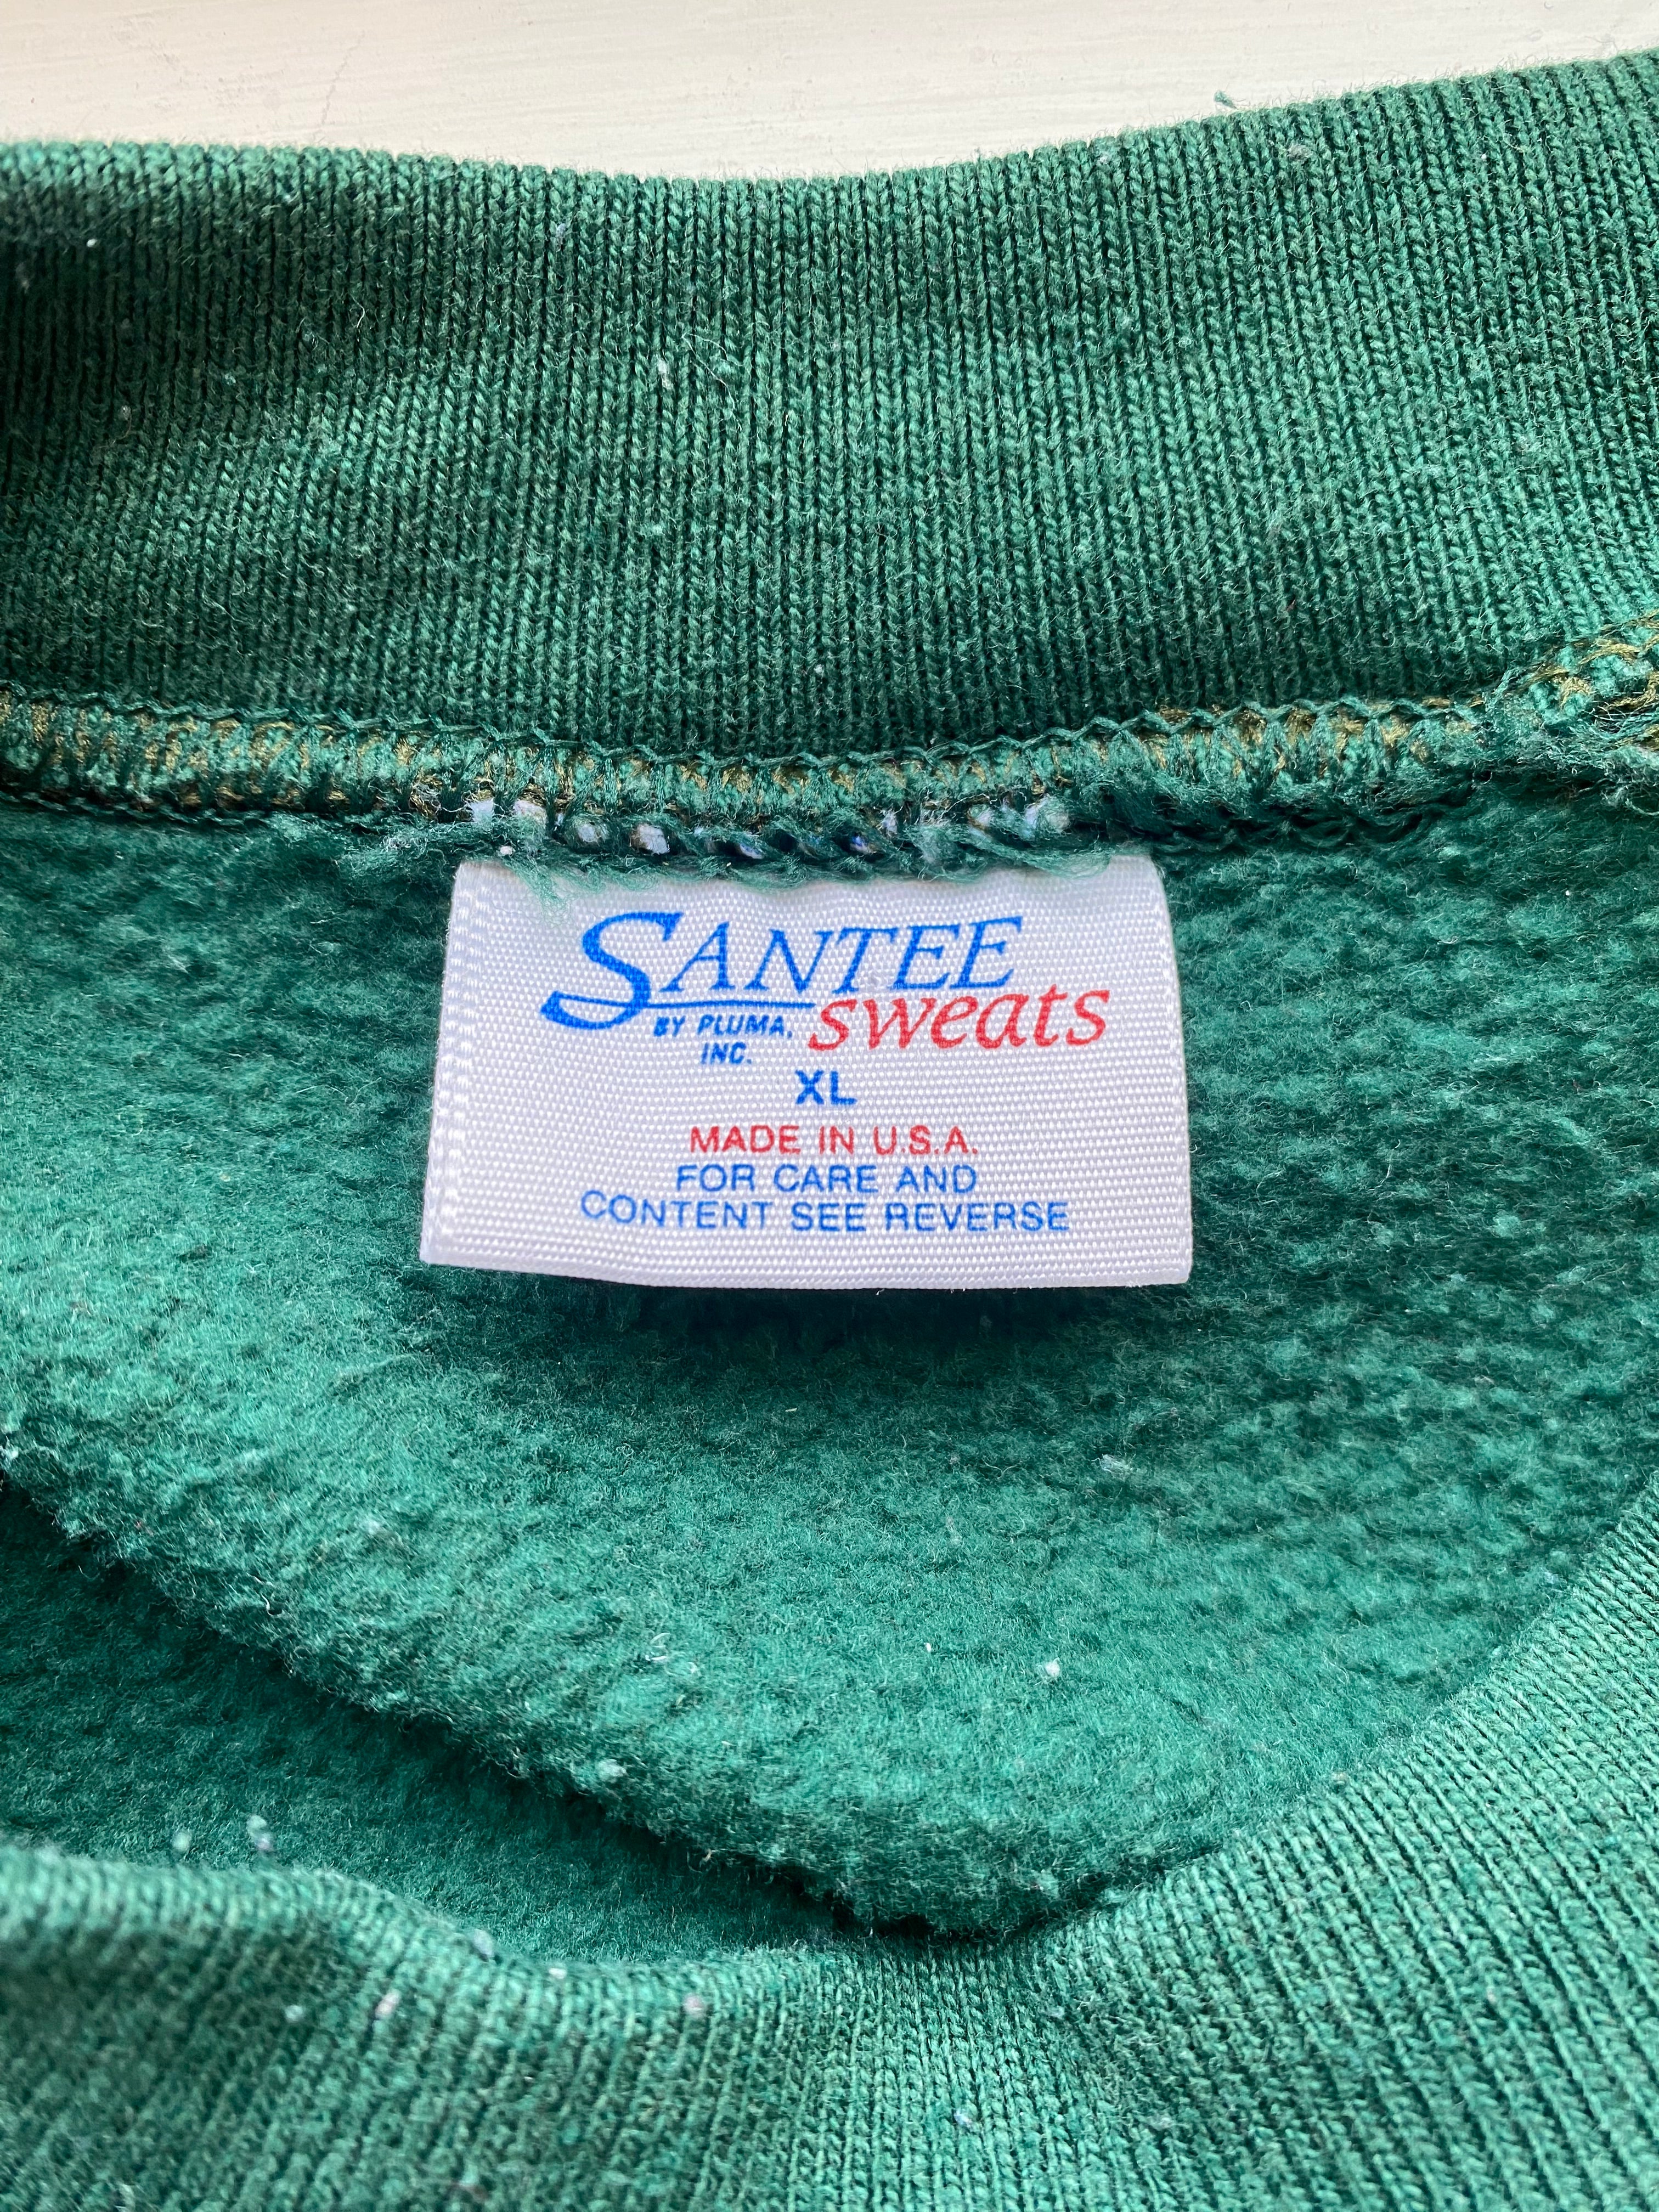 SANTEE
sweats
BY PLUMA,
INC.
XL
MADE IN U.S.A.
FOR CARE AND
CONTENT SEE REVERSE